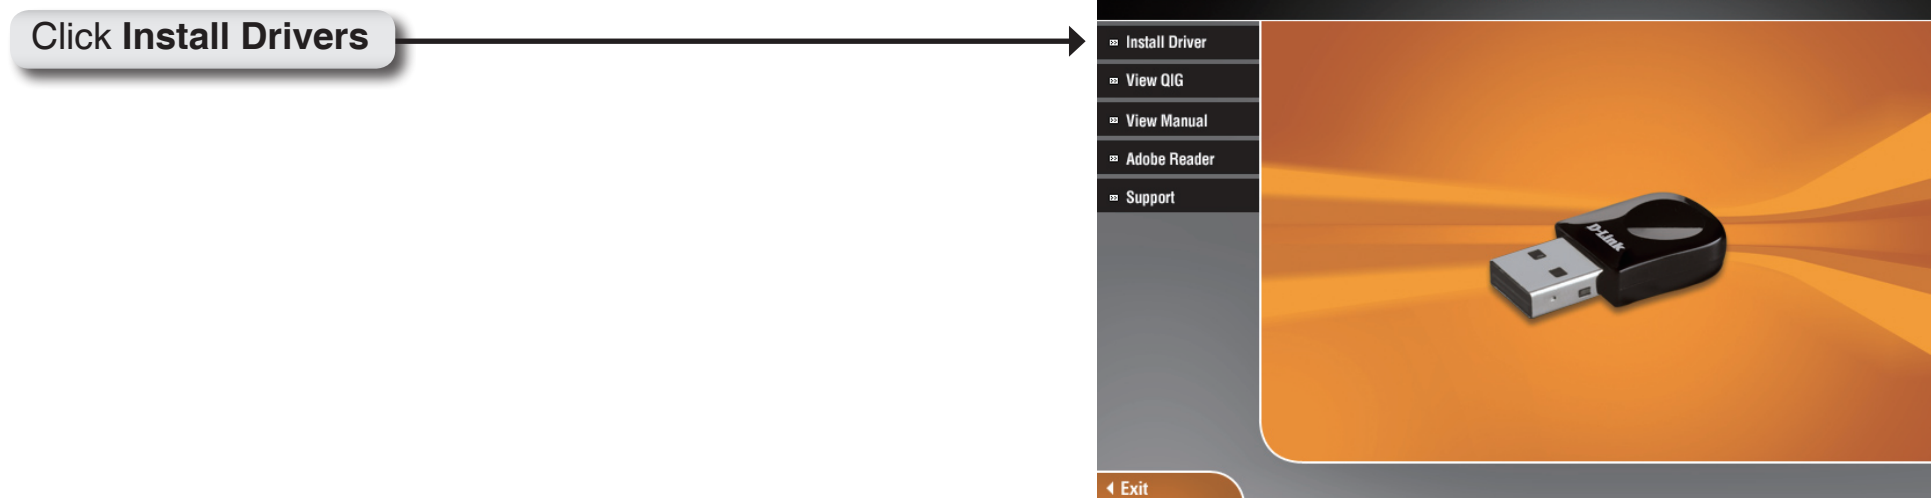 Click Install Drivers
Install Driver
View QIG
View Manual
Adobe Reader
Support
D-Link
Exit